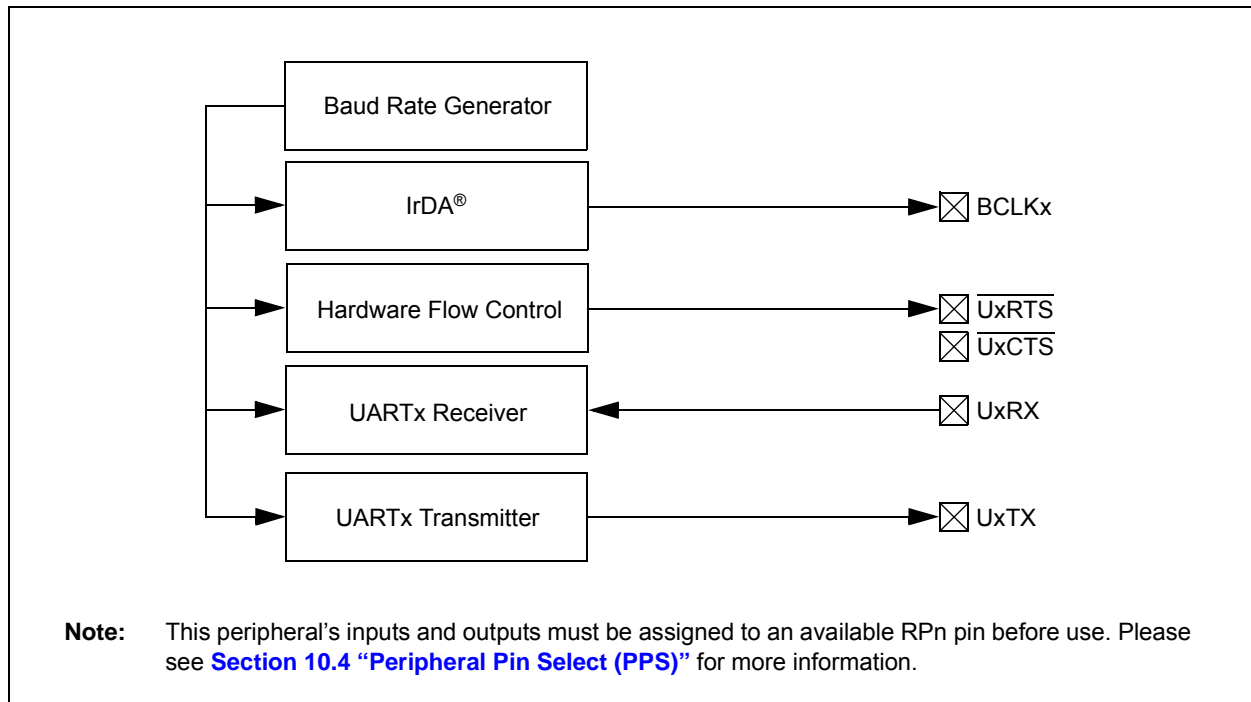 Baud Rate Generator
IrDA®
BCLKx
Hardware Flow Control
UxRTS
UxCTS
UARTx Receiver
UxRX
UARTx Transmitter
UxTX
Note: This peripheral’s inputs and outputs must be assigned to an available RPn pin before use. Please
see Section 10.4 “Peripheral Pin Select (PPS)” for more information.